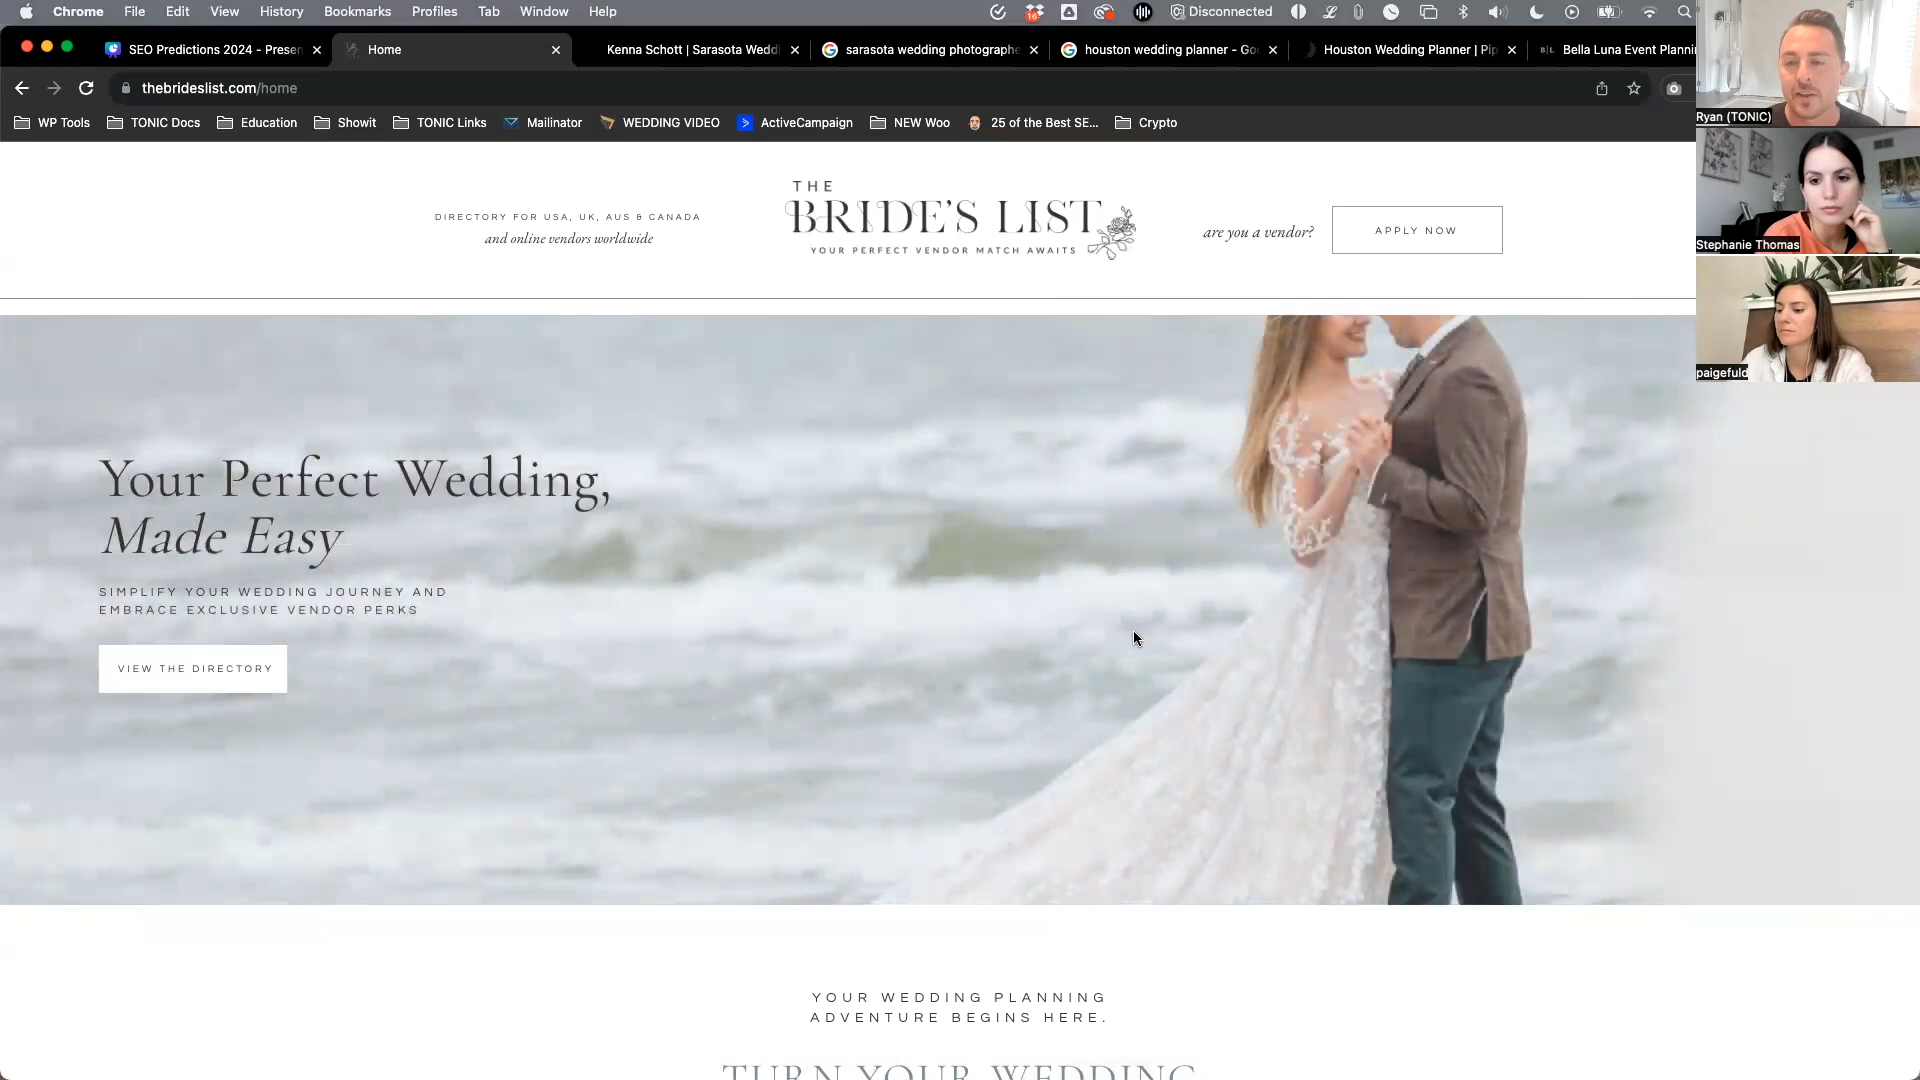 Chrome File Edit View History Bookmarks Profiles Tab Window Help
16
Disconnected
SEO Predictions 2024 - Presen
Home
Kenna Schott | Sarasota Weddi
sarasota wedding photographe
houston wedding planner - Go
Houston Wedding Planner | Pip
B|L Bella Luna Event Planni
thebrideslist.com/home
WP Tools
TONIC Docs
Education
Showit
TONIC Links
Mailinator
WEDDING VIDEO
ActiveCampaign
NEW Woo
25 of the Best SE...
Crypto
Ryan (TONIC)
Stephanie Thomas
paigefuld
DIRECTORY FOR USA, UK, AUS & CANADA
and online vendors worldwide
THE
BRIDE'S LIST
YOUR PERFECT VENDOR MATCH AWAITS
are you a vendor?
APPLY NOW
Your Perfect Wedding,
Made Easy
SIMPLIFY YOUR WEDDING JOURNEY AND
EMBRACE EXCLUSIVE VENDOR PERKS
VIEW THE DIRECTORY
YOUR WEDDING PLANNING
ADVENTURE BEGINS HERE.
TURN YOUR WEDDING